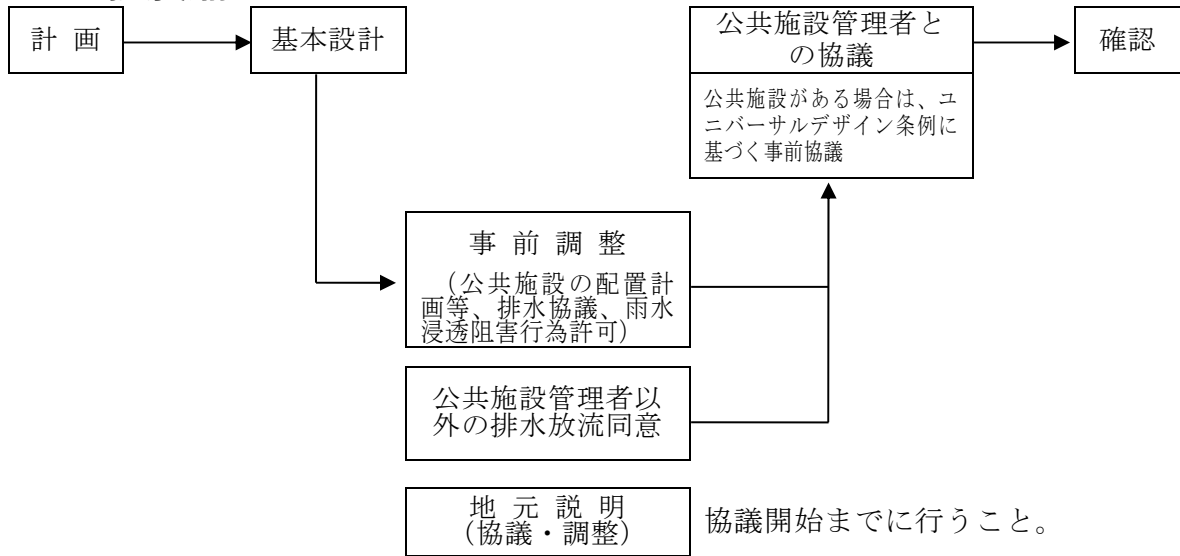 計 画
基本設計
公共施設管理者と
の協議
確認
公共施設がある場合は、ユ
ニバーサルデザイン条例に
基づく事前協議
事 前 調 整
（公共施設の配置計
画等、排水協議、雨水
浸透阻害行為許可）
公共施設管理者以
外の排水放流同意
地 元 説 明
（協議・調整）
協議開始までに行うこと。